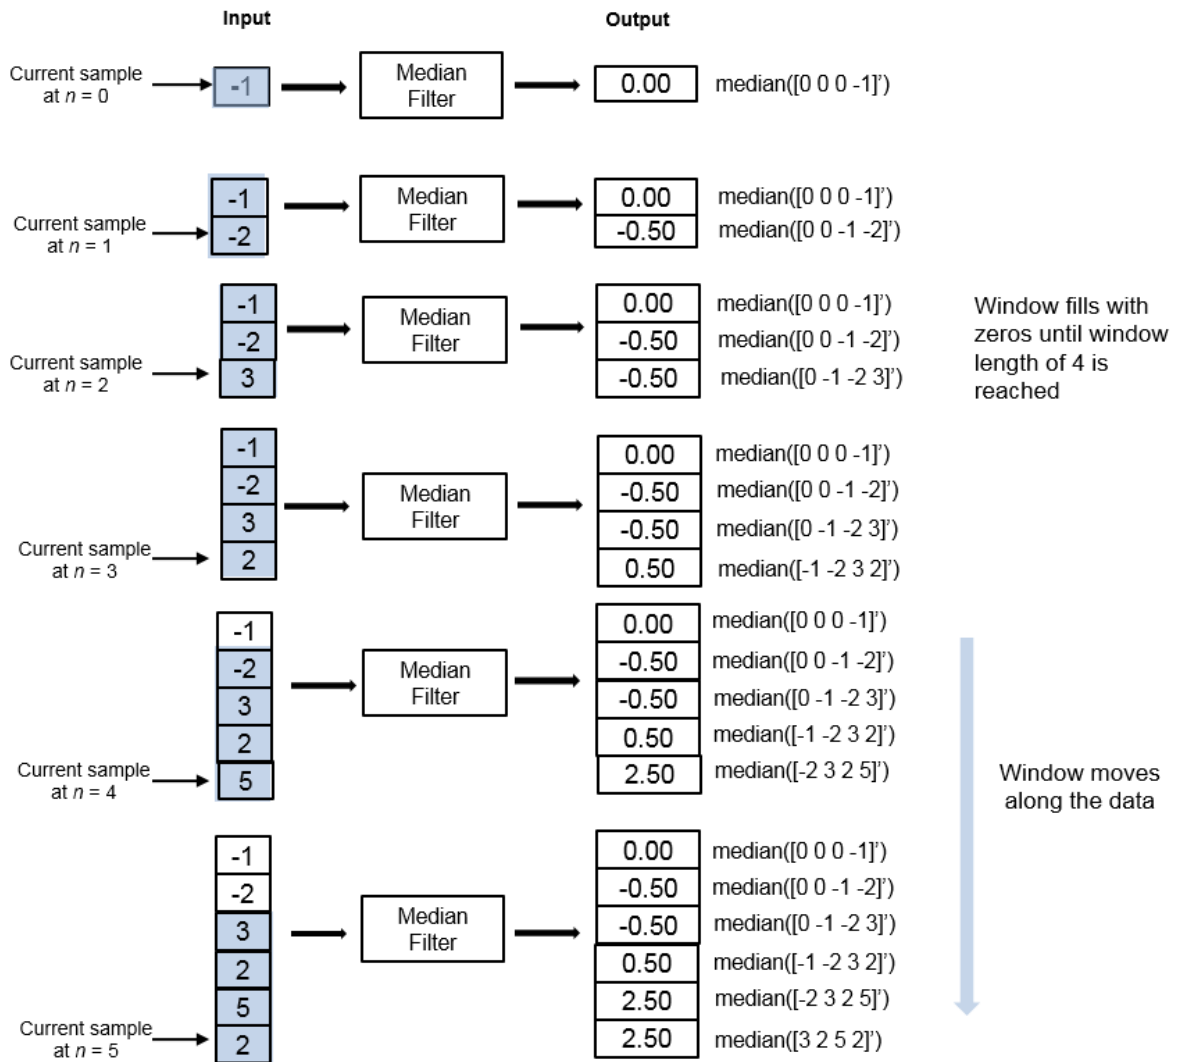 Input
Output
Current sample
at n = 0
-1
Median
Filter
0.00
median([0 0 0 -1]')
Current sample
at n = 1
-1
-2
Median
Filter
0.00
median([0 0 0 -1]')
-0.50
median([0 0 -1 -2]')
Current sample
at n = 2
-1
-2
3
Median
Filter
0.00
median([0 0 0 -1]')
-0.50
median([0 0 -1 -2]')
-0.50
median([0 -1 -2 3]')
Window fills with
zeros until window
length of 4 is
reached
Current sample
at n = 3
-1
-2
3
2
Median
Filter
0.00
median([0 0 0 -1]')
-0.50
median([0 0 -1 -2]')
-0.50
median([0 -1 -2 3]')
0.50
median([-1 -2 3 2]')
Current sample
at n = 4
-1
-2
3
2
5
Median
Filter
0.00
median([0 0 0 -1]')
-0.50
median([0 0 -1 -2]')
-0.50
median([0 -1 -2 3]')
0.50
median([-1 -2 3 2]')
2.50
median([-2 3 2 5]')
Window moves
along the data
Current sample
at n = 5
-1
-2
3
2
5
2
Median
Filter
0.00
median([0 0 0 -1]')
-0.50
median([0 0 -1 -2]')
-0.50
median([0 -1 -2 3]')
0.50
median([-1 -2 3 2]')
2.50
median([-2 3 2 5]')
2.50
median([3 2 5 2]')